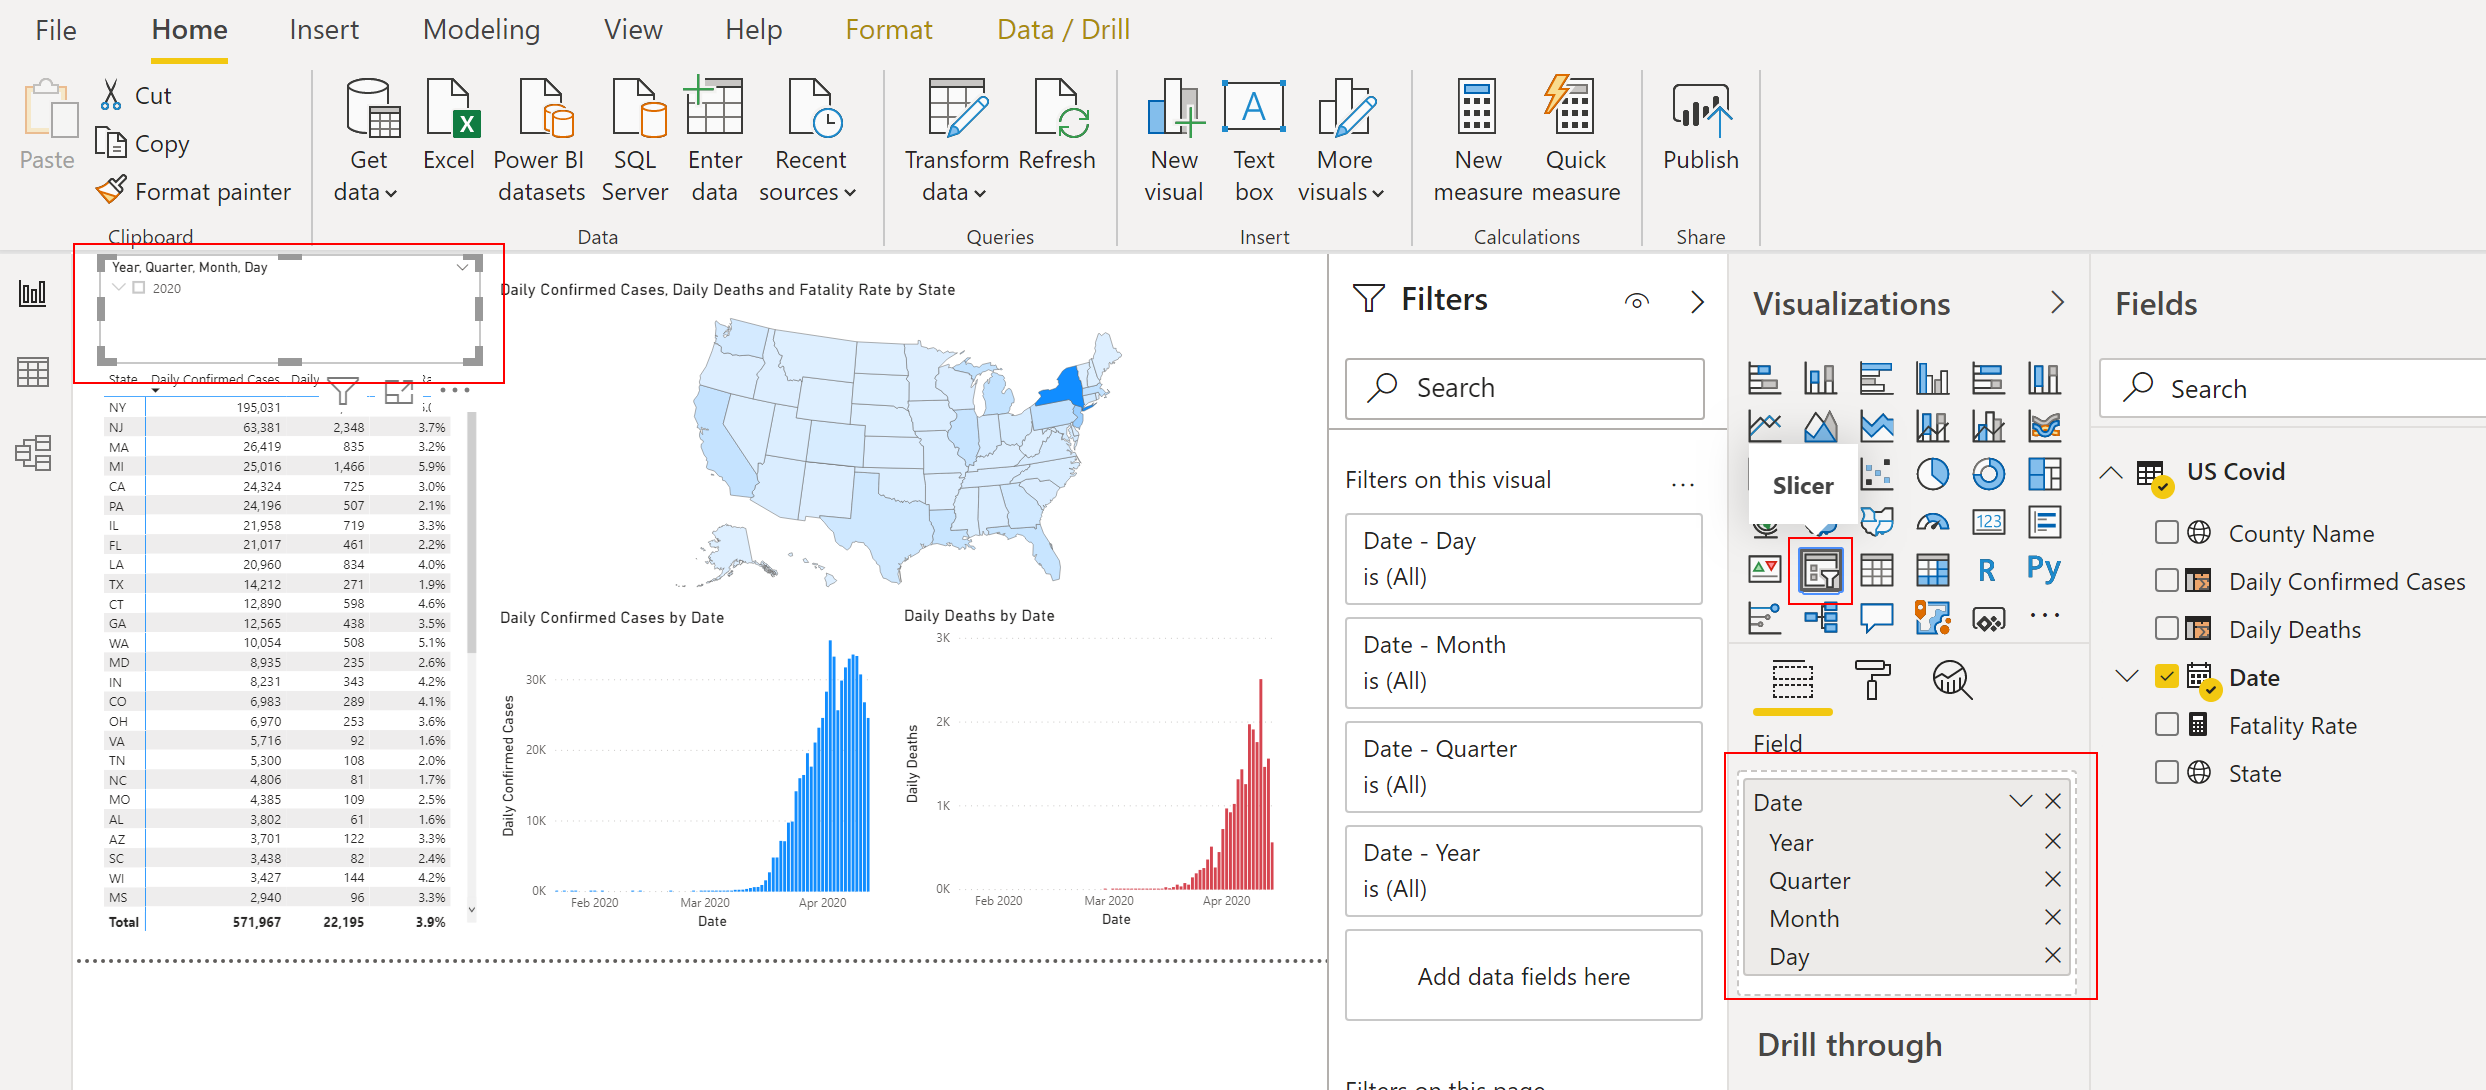 File Home Insert Modeling View Help Format Data / Drill
Paste
Cut
Copy
Format painter
Clipboard
Get data
Excel
Power BI datasets
SQL Server
Enter data
Recent sources
Data
Transform data
Refresh
Queries
New visual
Text box
A
More visuals
Insert
New measure
Quick measure
Calculations
Publish
Share
Year, Quarter, Month, Day
2020
State Daily Confirmed Cases Daily
NY 195,031
NJ 63,381 2,348 3.7%
MA 26,419 835 3.2%
MI 25,016 1,466 5.9%
CA 24,324 725 3.0%
PA 24,196 507 2.1%
IL 21,958 719 3.3%
FL 21,017 461 2.2%
LA 20,960 834 4.0%
TX 14,212 271 1.9%
CT 12,890 598 4.6%
GA 12,565 438 3.5%
WA 10,054 508 5.1%
MD 8,935 235 2.6%
IN 8,231 343 4.2%
CO 6,983 289 4.1%
OH 6,970 253 3.6%
VA 5,716 92 1.6%
TN 5,300 108 2.0%
NC 4,806 81 1.7%
MO 4,385 109 2.5%
AL 3,802 61 1.6%
AZ 3,701 122 3.3%
SC 3,438 82 2.4%
WI 3,427 144 4.2%
MS 2,940 96 3.3%
Total 571,967 22,195 3.9%
Daily Confirmed Cases, Daily Deaths and Fatality Rate by State
Daily Confirmed Cases by Date
Daily Confirmed Cases
30K
20K
10K
0K
Feb 2020 Mar 2020 Apr 2020
Date
Daily Deaths by Date
Daily Deaths
3K
2K
1K
0K
Feb 2020 Mar 2020 Apr 2020
Date
Filters
Search
Filters on this visual ...
Date - Day
is (All)
Date - Month
is (All)
Date - Quarter
is (All)
Date - Year
is (All)
Add data fields here
Filters on this page
Visualizations
Slicer
123
R Py
Field
Date
Year
Quarter
Month
Day
Drill through
Fields
Search
US Covid
County Name
Daily Confirmed Cases
Daily Deaths
Date
Fatality Rate
State